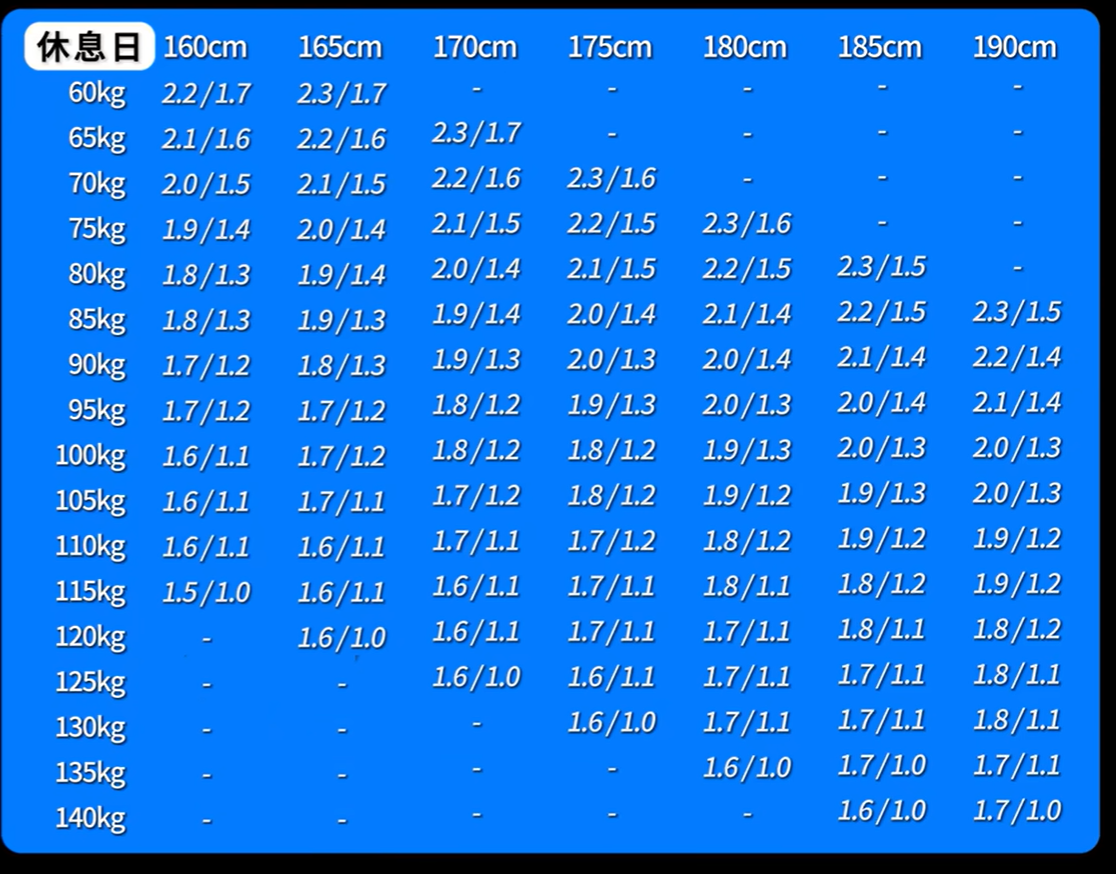 休息日 160cm 165cm 170cm 175cm 180cm 185cm 190cm
60kg 2.2/1.7 2.3/1.7 - - - - -
65kg 2.1/1.6 2.2/1.6 2.3/1.7 - - - -
70kg 2.0/1.5 2.1/1.5 2.2/1.6 2.3/1.6 - - -
75kg 1.9/1.4 2.0/1.4 2.1/1.5 2.2/1.5 2.3/1.6 - -
80kg 1.8/1.3 1.9/1.4 2.0/1.4 2.1/1.5 2.2/1.5 2.3/1.5 -
85kg 1.8/1.3 1.9/1.3 1.9/1.4 2.0/1.4 2.1/1.4 2.2/1.5 2.3/1.5
90kg 1.7/1.2 1.8/1.3 1.9/1.3 2.0/1.3 2.0/1.4 2.1/1.4 2.2/1.4
95kg 1.7/1.2 1.7/1.2 1.8/1.2 1.9/1.3 2.0/1.3 2.0/1.4 2.1/1.4
100kg 1.6/1.1 1.7/1.2 1.8/1.2 1.8/1.2 1.9/1.3 2.0/1.3 2.0/1.3
105kg 1.6/1.1 1.7/1.1 1.7/1.2 1.8/1.2 1.9/1.2 1.9/1.3 2.0/1.3
110kg 1.6/1.1 1.6/1.1 1.7/1.1 1.7/1.2 1.8/1.2 1.9/1.2 1.9/1.2
115kg 1.5/1.0 1.6/1.1 1.6/1.1 1.7/1.1 1.8/1.1 1.8/1.2 1.9/1.2
120kg - 1.6/1.0 1.6/1.1 1.7/1.1 1.7/1.1 1.8/1.1 1.8/1.2
125kg - - 1.6/1.0 1.6/1.1 1.7/1.1 1.7/1.1 1.8/1.1
130kg - - - 1.6/1.0 1.7/1.1 1.7/1.1 1.8/1.1
135kg - - - - 1.6/1.0 1.7/1.0 1.7/1.1
140kg - - - - - 1.6/1.0 1.7/1.0